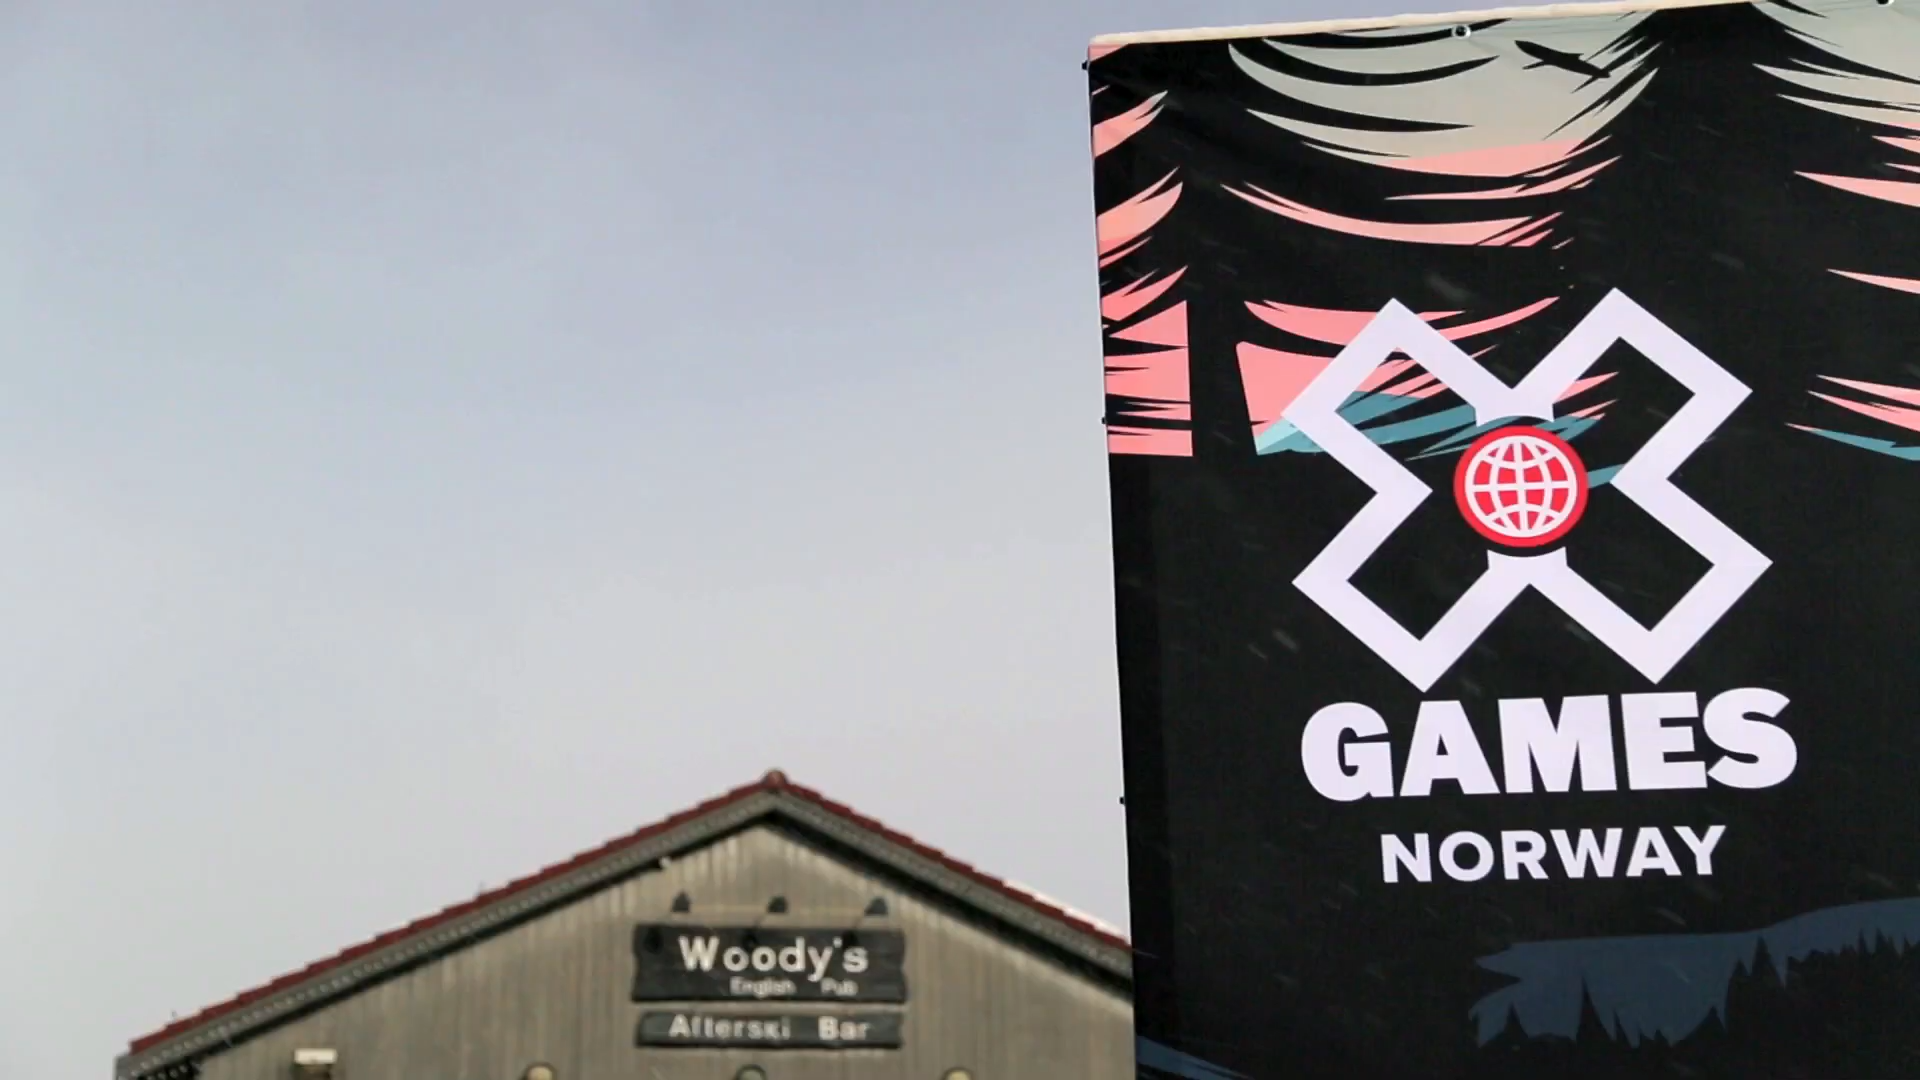 X
GAMES
NORWAY
Woody's
English Pub
Afterski Bar